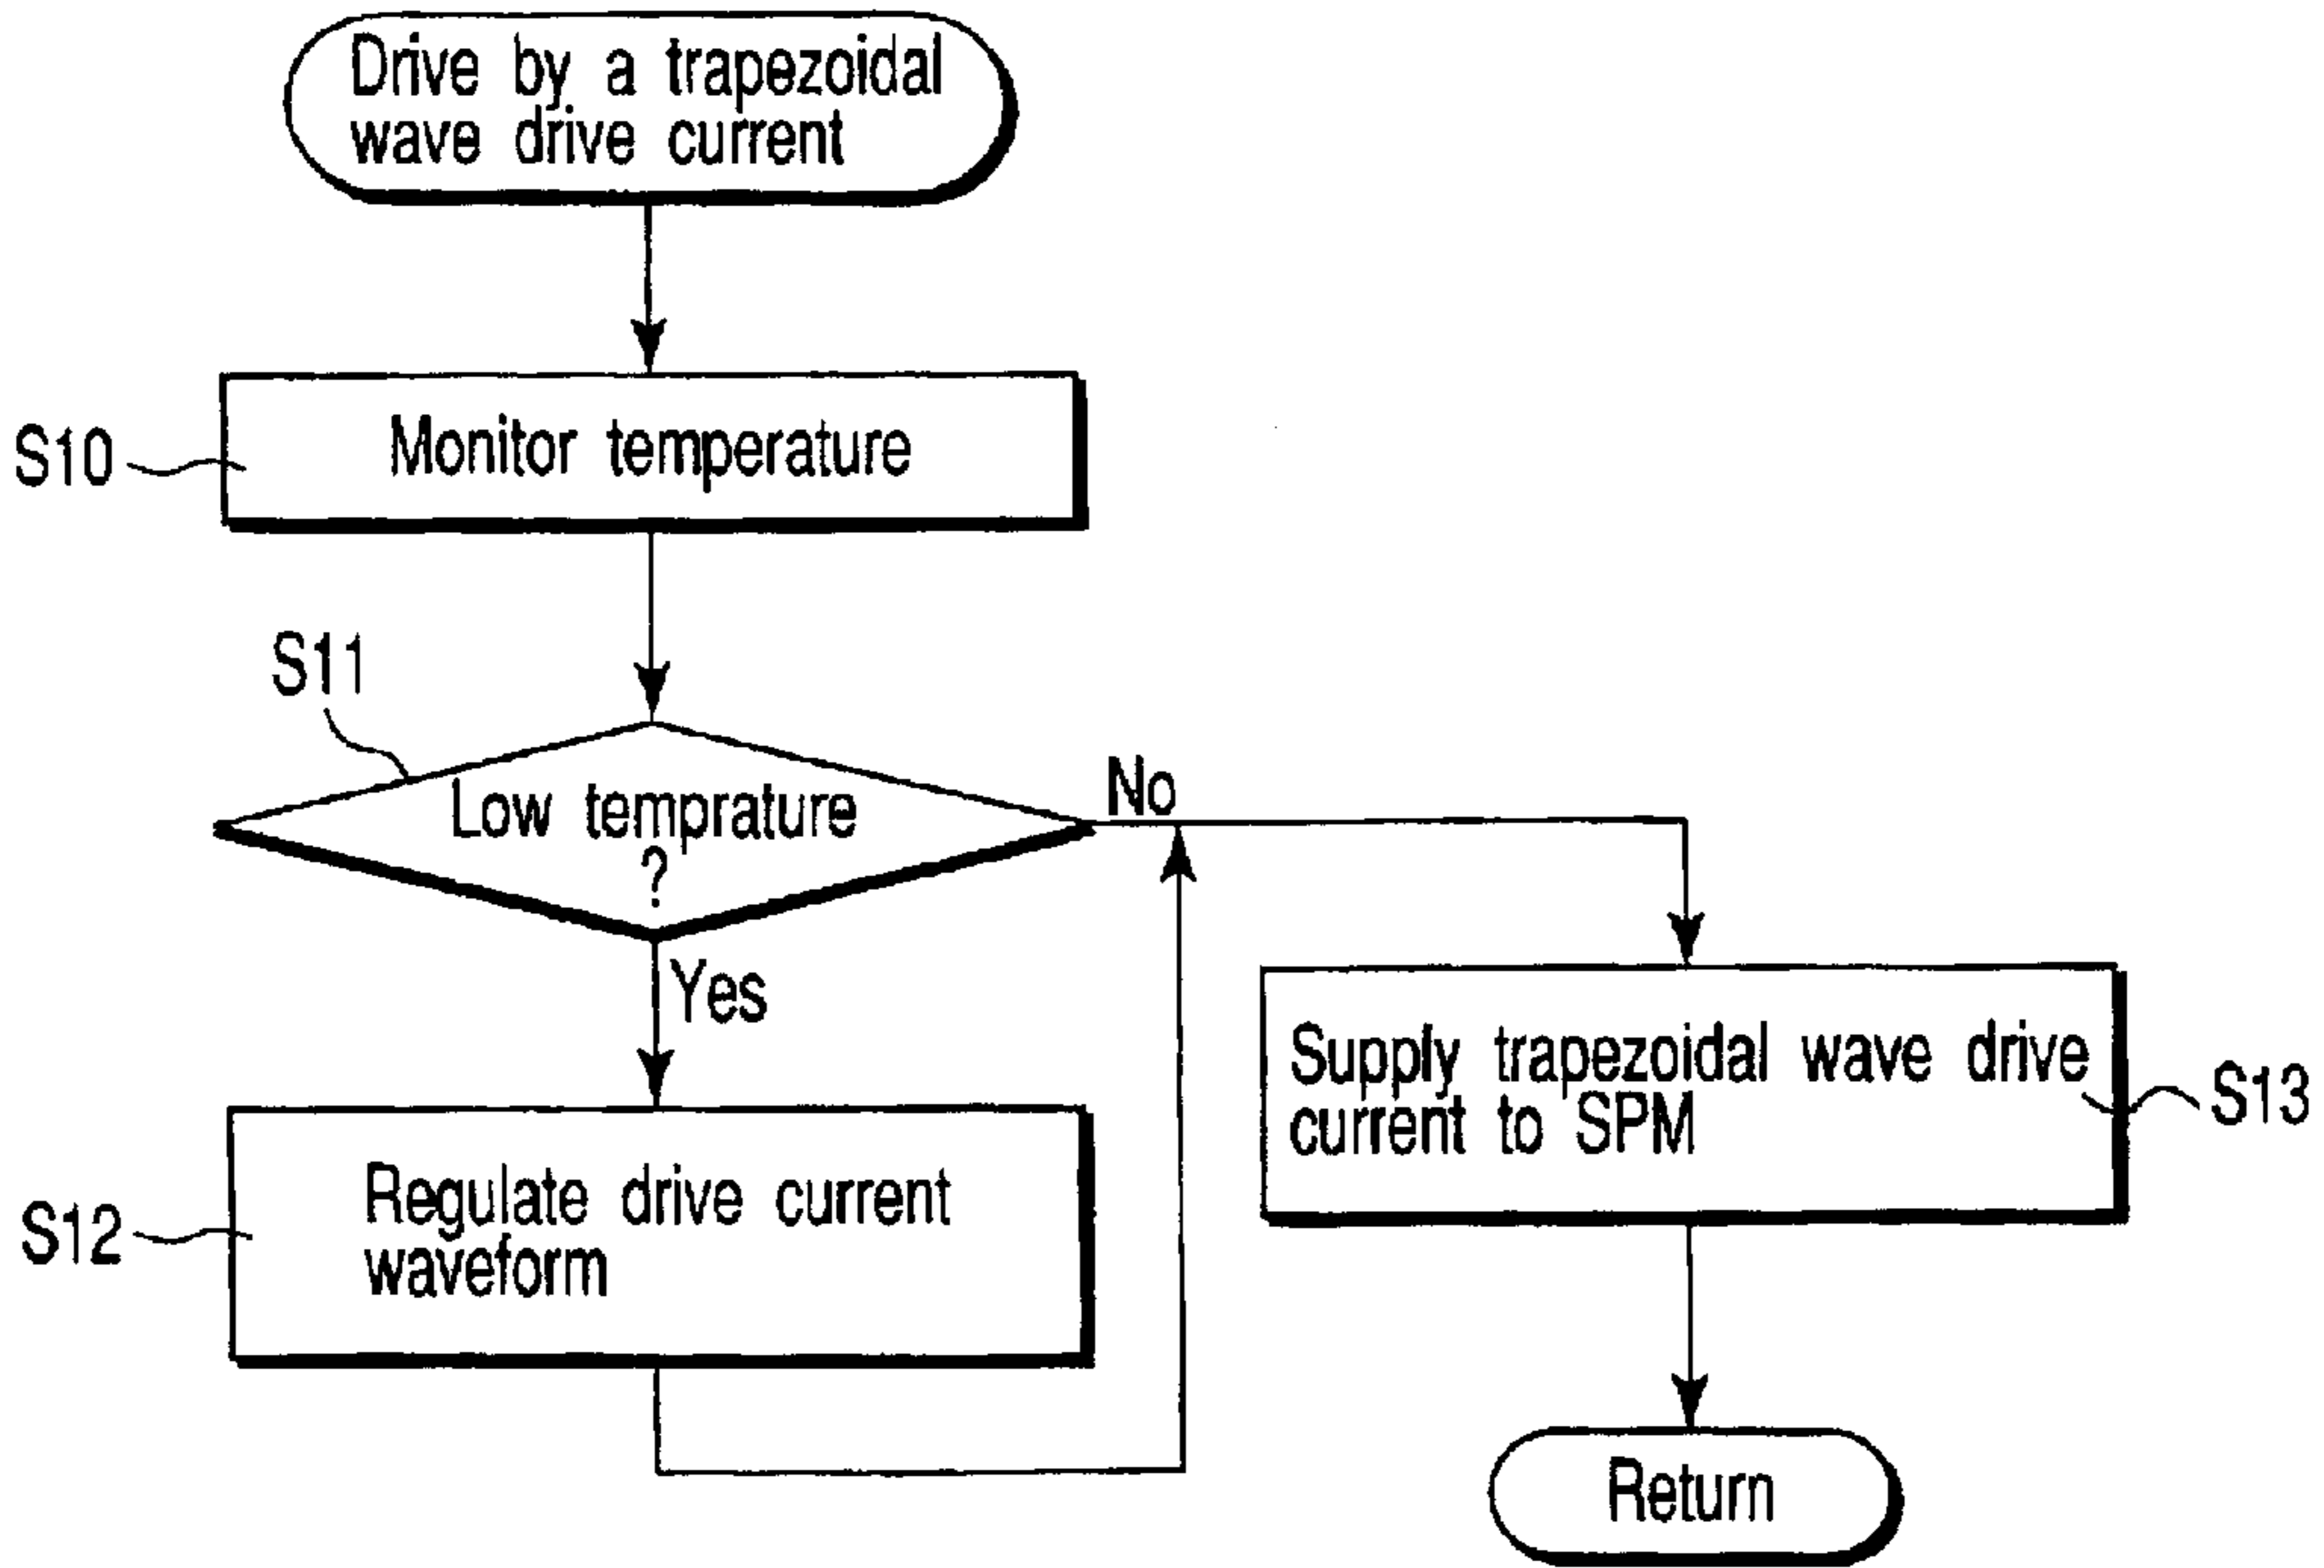 Drive by a trapezoidal
wave drive current
S10
Monitor temperature
S11
Low temprature
?
No
Yes
S12
Regulate drive current
waveform
Supply trapezoidal wave drive
current to SPM
S13
Return